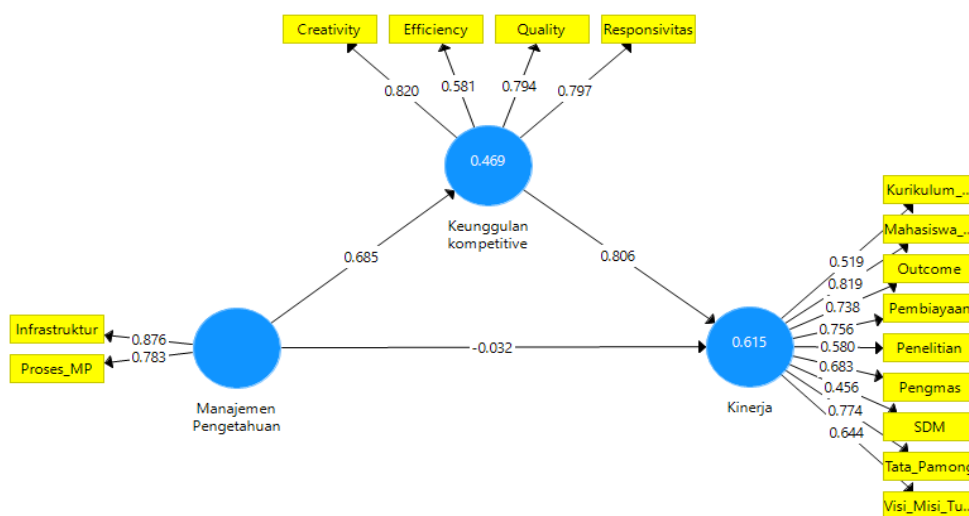 Creativity
Efficiency
Quality
Responsivitas
0.820
0.581
0.794
0.797
0.469
Keunggulan
kompetitive
0.685
0.806
Infrastruktur
Proses_MP
0.876
0.783
Manajemen
Pengetahuan
-0.032
0.615
Kinerja
0.519
0.819
0.738
0.756
0.580
0.683
0.456
0.774
0.644
Kurikulum_...
Mahasiswa_...
Outcome
Pembiayaan
Penelitian
Pengmas
SDM
Tata_Pamong
Visi_Misi_Tu...